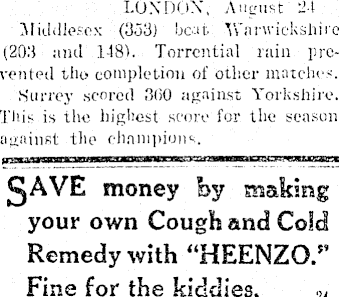 LONDON, August 24
Middlesex (353) beat Warwickshire
(203 and 148). Torrential rain pre-
vented the completion of other matches.
Surrey scored 360 against Yorkshire.
This is the highest score for the season
against the champions.
SAVE money by making
your own Cough and Cold
Remedy with "HEENZO."
Fine for the kiddies. 24